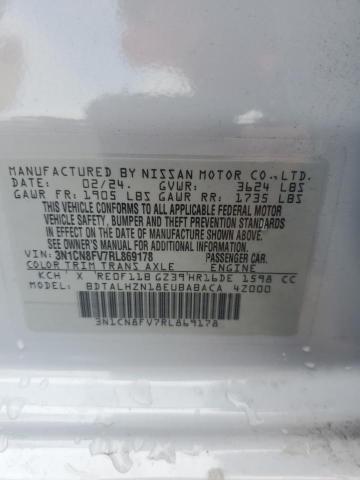 MANUFACTURED BY NISSAN MOTOR CO.,LTD.
DATE: 02/24. GVWR: 3624 LBS
GAWR FR: 1905 LBS GAWR RR: 1735 LBS
THIS VEHICLE CONFORMS TO ALL APPLICABLE FEDERAL MOTOR
VEHICLE SAFETY, BUMPER, AND THEFT PREVENTION
STANDARDS IN EFFECT ON THE DATE OF MANUFACTURE
SHOWN ABOVE.
SEE OWNERS MANUAL FOR ADDITIONAL INFORMATION.
VIN: 3N1CN8FV7RL869178 PASSENGER CAR.
COLOR TRIM TRANS AXLE ENGINE
KCH X REOF11B GZ39 HR16DE 1598 CC
MODEL: BDTALHZN18EUBABACA 42000
3N1CN8FV7RL869178